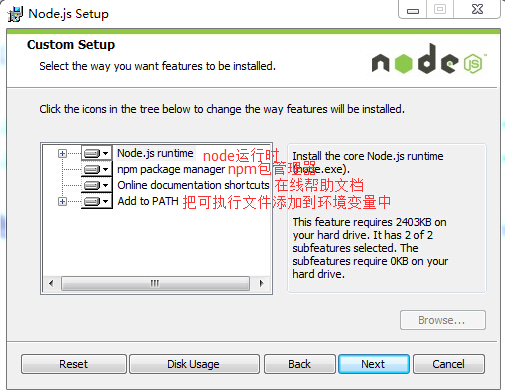 Node.js Setup
Custom Setup
Select the way you want features to be installed.
node JS
Click the icons in the tree below to change the way features will be installed.
Node.js runtime node运行时
npm package manager npm包管理器
Online documentation shortcuts 在线帮助文档
Add to PATH 把可执行文件添加到环境变量中
Install the core Node.js runtime
(node.exe).
This feature requires 2403KB on
your hard drive. It has 2 of 2
subfeatures selected. The
subfeatures require 0KB on your
hard drive.
Browse...
Reset
Disk Usage
Back
Next
Cancel